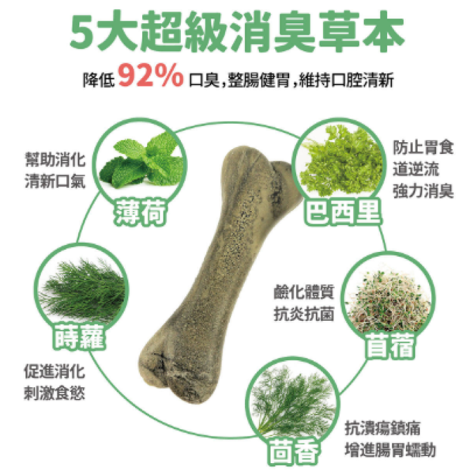 5大超級消臭草本
降低 92% 口臭,整腸健胃,維持口腔清新
幫助消化
清新口氣
薄荷
防止胃食
道逆流
強力消臭
巴西里
蒔蘿
促進消化
刺激食慾
鹼化體質
抗炎抗菌
苜蓿
茴香
抗潰瘍鎮痛
增進腸胃蠕動